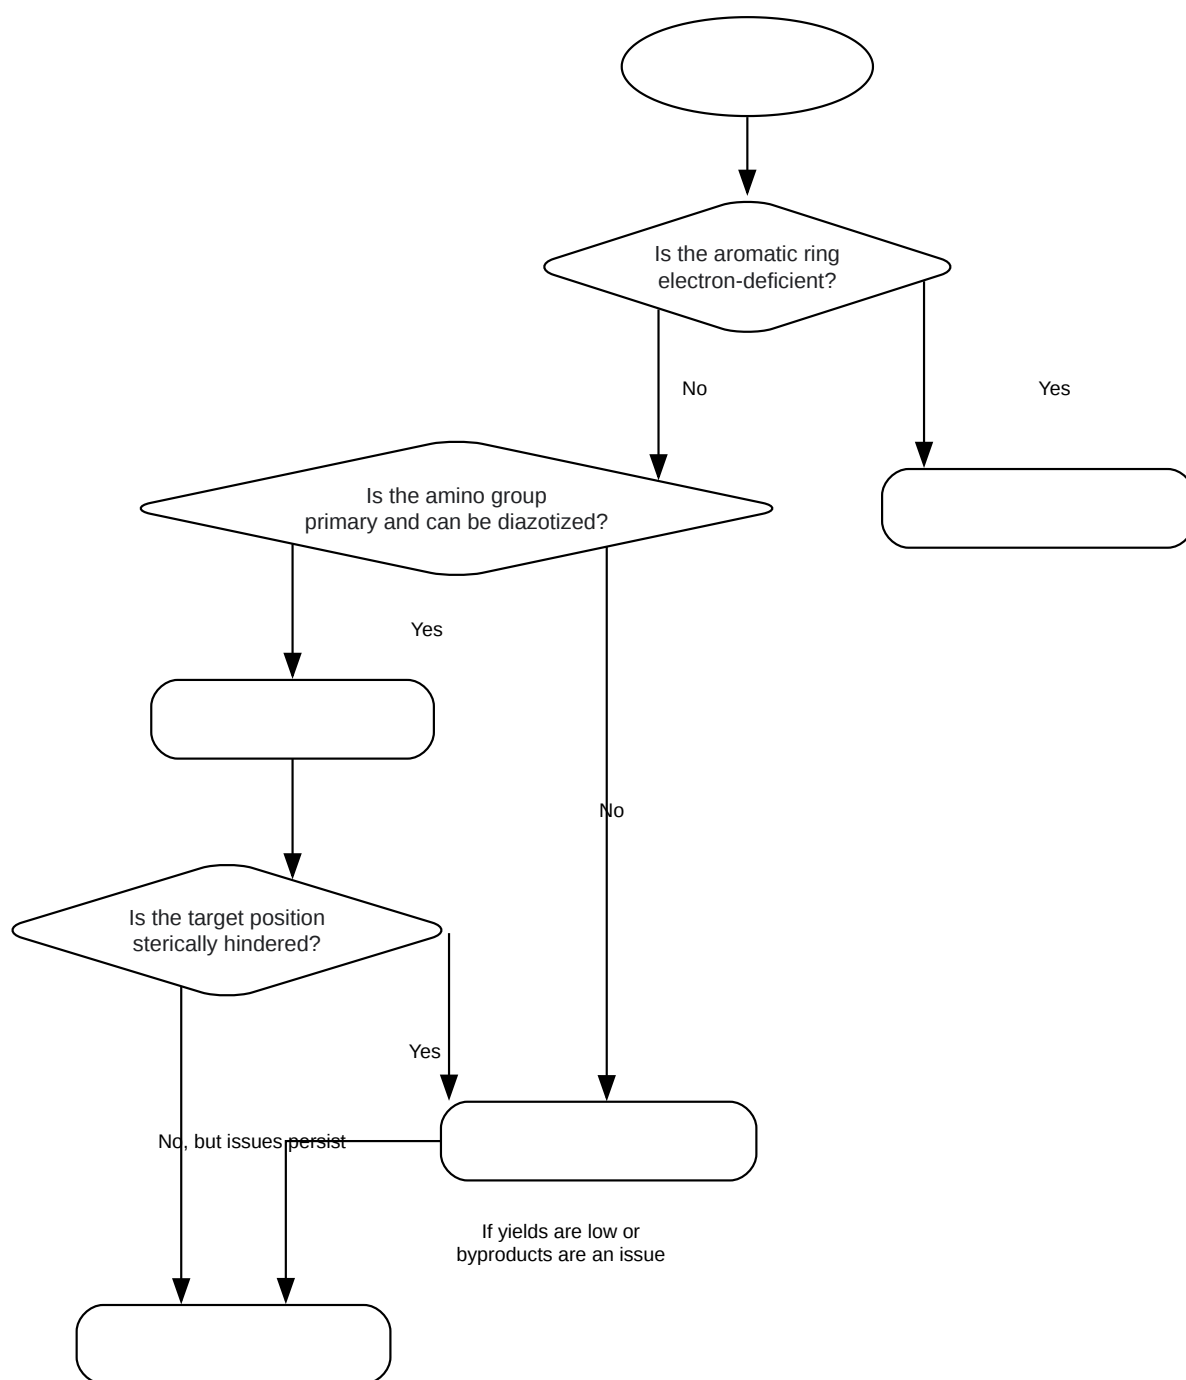 Is the aromatic ring
electron-deficient?
No
Yes
Is the amino group
primary and can be diazotized?
Yes
No
Is the target position
sterically hindered?
Yes
No, but issues persist
If yields are low or
byproducts are an issue